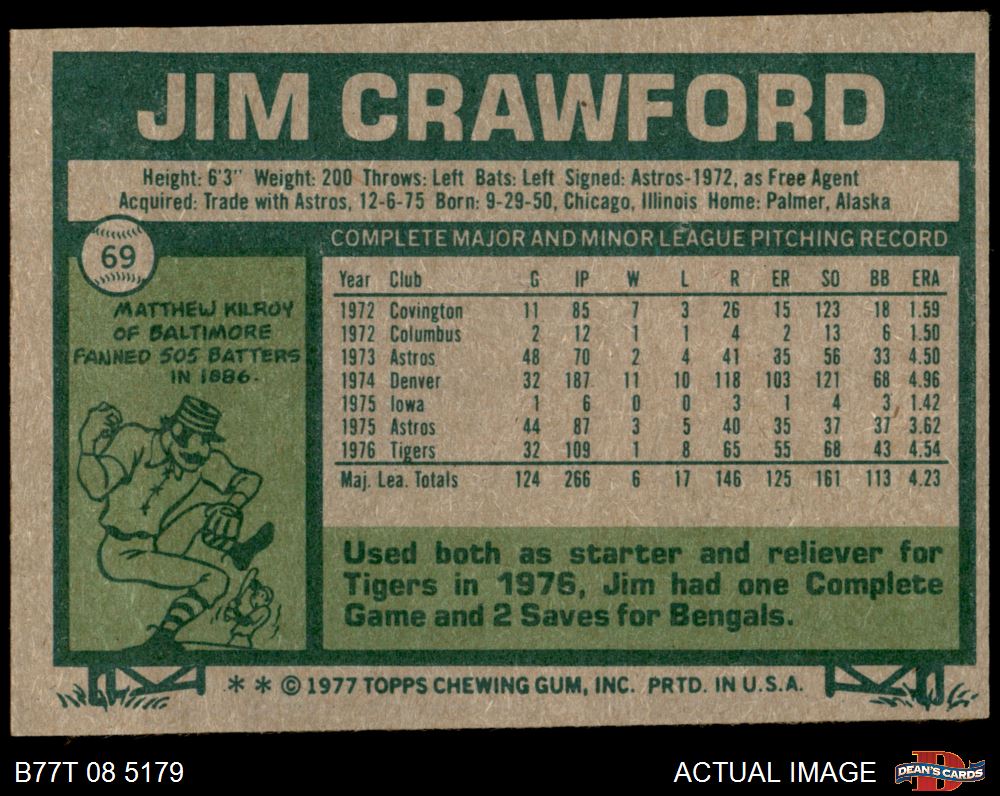 JIM CRAWFORD
Height: 6'3" Weight: 200 Throws: Left Bats: Left Signed: Astros-1972, as Free Agent
Acquired: Trade with Astros, 12-6-75 Born: 9-29-50, Chicago, Illinois Home: Palmer, Alaska
69
MATTHEW KILROY
OF BALTIMORE
FANNED 505 BATTERS
IN 1886.
COMPLETE MAJOR AND MINOR LEAGUE PITCHING RECORD
Year Club G IP W L R ER SO BB ERA
1972 Covington 11 85 7 3 26 15 123 18 1.59
1972 Columbus 2 12 1 1 4 2 13 6 1.50
1973 Astros 48 70 2 4 41 35 56 33 4.50
1974 Denver 32 187 11 10 118 103 121 68 4.96
1975 Iowa 1 6 0 0 3 1 4 3 1.42
1975 Astros 44 87 3 5 40 35 37 37 3.62
1976 Tigers 32 109 1 8 65 55 68 43 4.54
Maj. Lea. Totals 124 266 6 17 146 125 161 113 4.23
Used both as starter and reliever for
Tigers in 1976, Jim had one Complete
Game and 2 Saves for Bengals.
* * © 1977 TOPPS CHEWING GUM, INC. PRTD. IN U.S.A.
B77T 08 5179
ACTUAL IMAGE
D
DEAN'S CARDS